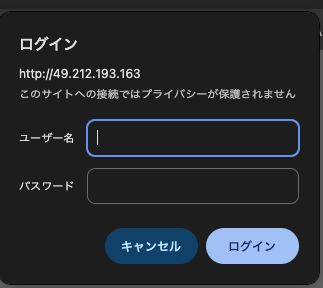 ログイン
http://49.212.193.163
このサイトへの接続ではプライバシーが保護されません
ユーザー名
パスワード
キャンセル
ログイン